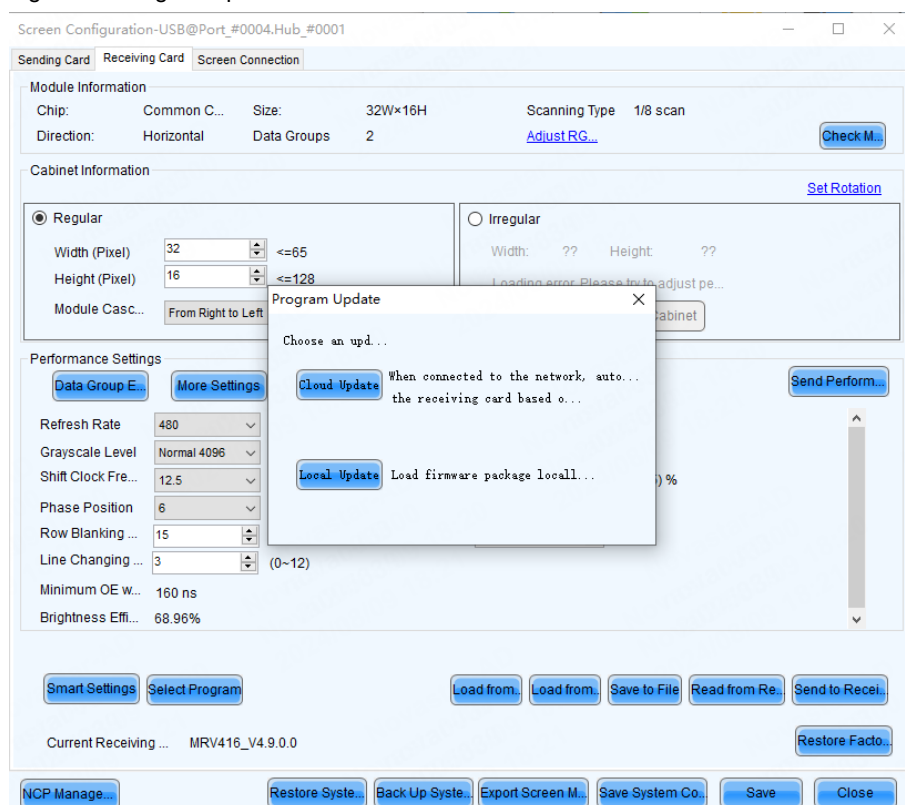 Screen Configuration-USB@Port_#0004.Hub_#0001
Sending Card Receiving Card Screen Connection
Module Information
Chip: Common C... Size: 32W×16H Scanning Type 1/8 scan
Direction: Horizontal Data Groups 2 Adjust RG... Check M...
Cabinet Information
Set Rotation
Regular Irregular
Width (Pixel) 32 <=65 Width: ?? Height: ??
Height (Pixel) 16 <=128 Loading error. Please try to adjust pe...
Module Casc... From Right to Left Cabinet
Program Update
Choose an upd...
Cloud Update When connected to the network, auto...
the receiving card based o...
Local Update Load firmware package locall...
Performance Settings
Data Group E... More Settings Send Perform...
Refresh Rate 480
Grayscale Level Normal 4096
Shift Clock Fre... 12.5 ) %
Phase Position 6
Row Blanking ... 15
Line Changing ... 3 (0~12)
Minimum OE w... 160 ns
Brightness Effi... 68.96%
Smart Settings Select Program Load from.. Load from.. Save to File Read from Re... Send to Recei...
Current Receiving ... MRV416_V4.9.0.0 Restore Facto...
NCP Manage... Restore Syste... Back Up Syste... Export Screen M... Save System Co... Save Close